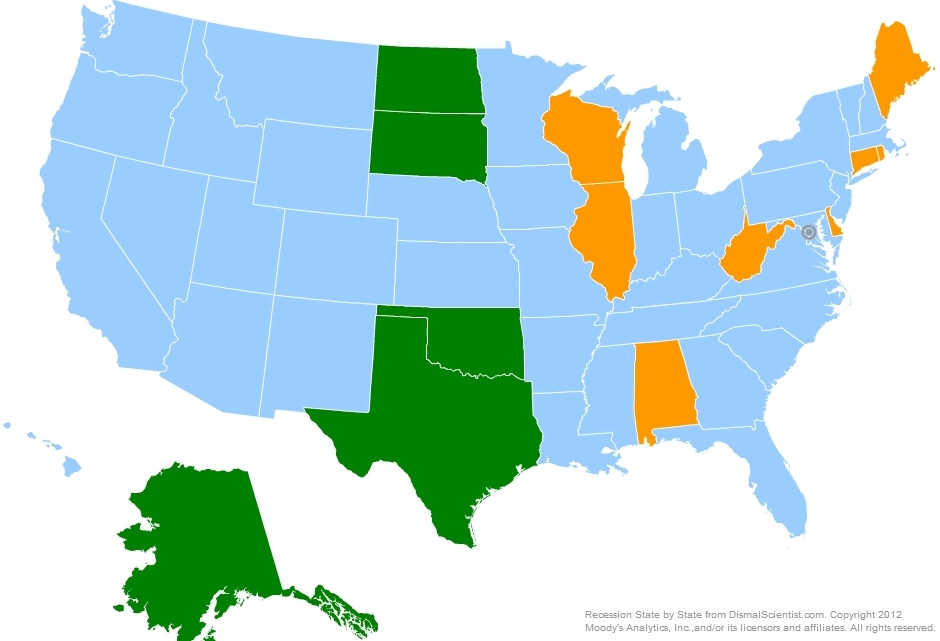 Recession State by State from DismalScientist.com. Copyright 2012
Moody's Analytics, Inc.,and/or its licensors and affiliates. All rights reserved.